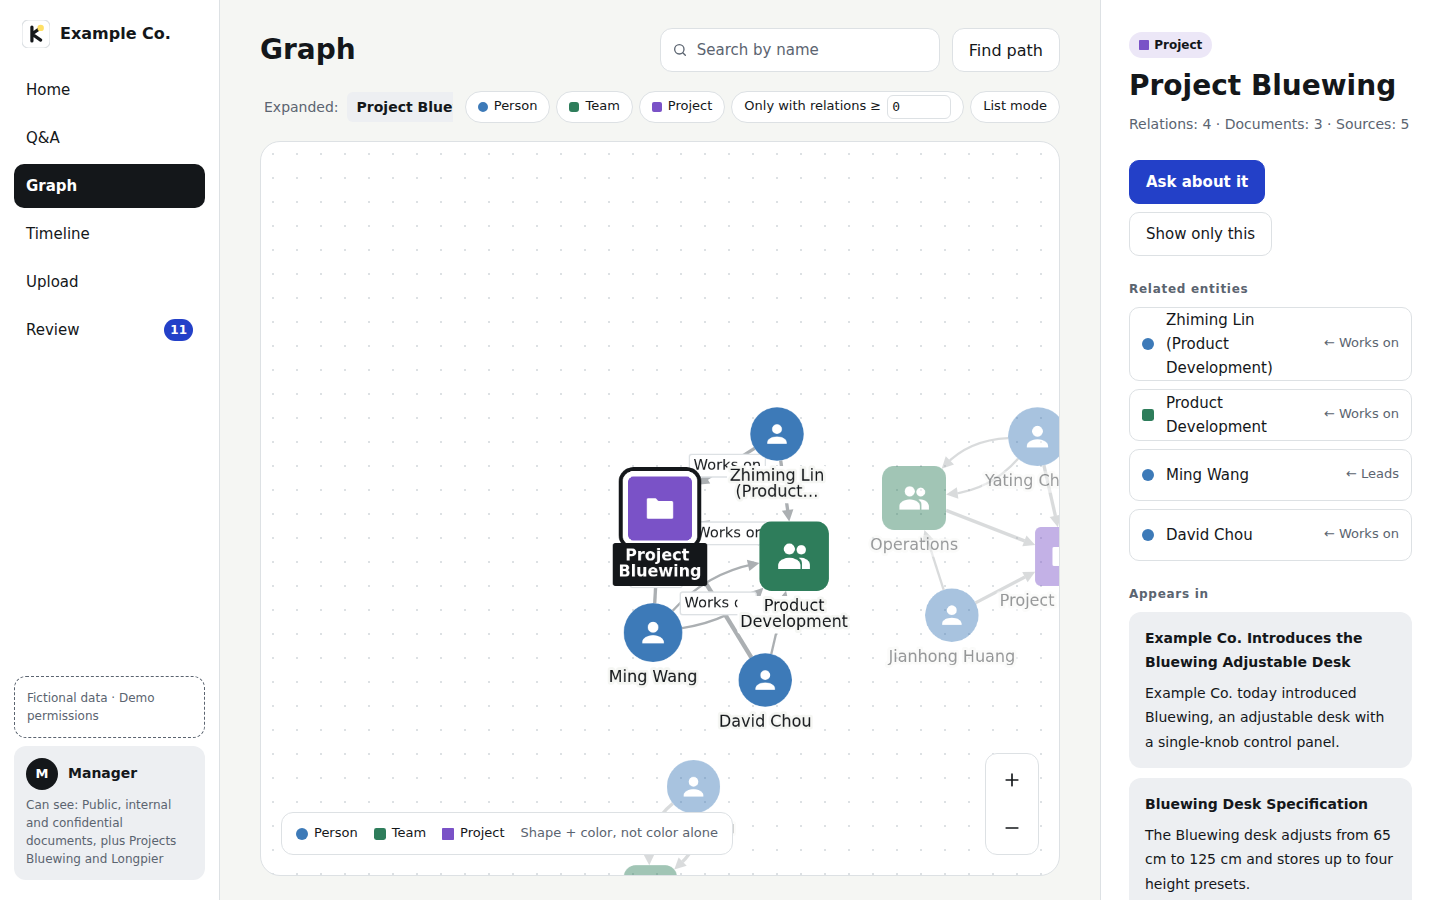 Example Co.
Home
Q&A
Graph
Timeline
Upload
Review
11
Fictional data · Demo
permissions
M
Manager
Can see: Public, internal
and confidential
documents, plus Projects
Bluewing and Longpier
Graph
Search by name
Find path
Expanded:
Project Blue
Person
Team
Project
Only with relations ≥
0
List mode
Works on
Zhiming Lin
(Product...
Works on
Project
Bluewing
Works
Product
Development
Ming Wang
David Chou
Operations
Yating Ch
Project
Jianhong Huang
Person
Team
Project
Shape + color, not color alone
+
−
Project
Project Bluewing
Relations: 4 · Documents: 3 · Sources: 5
Ask about it
Show only this
Related entities
Zhiming Lin
(Product
Development)
← Works on
Product
Development
← Works on
Ming Wang
← Leads
David Chou
← Works on
Appears in
Example Co. Introduces the
Bluewing Adjustable Desk
Example Co. today introduced
Bluewing, an adjustable desk with
a single-knob control panel.
Bluewing Desk Specification
The Bluewing desk adjusts from 65
cm to 125 cm and stores up to four
height presets.